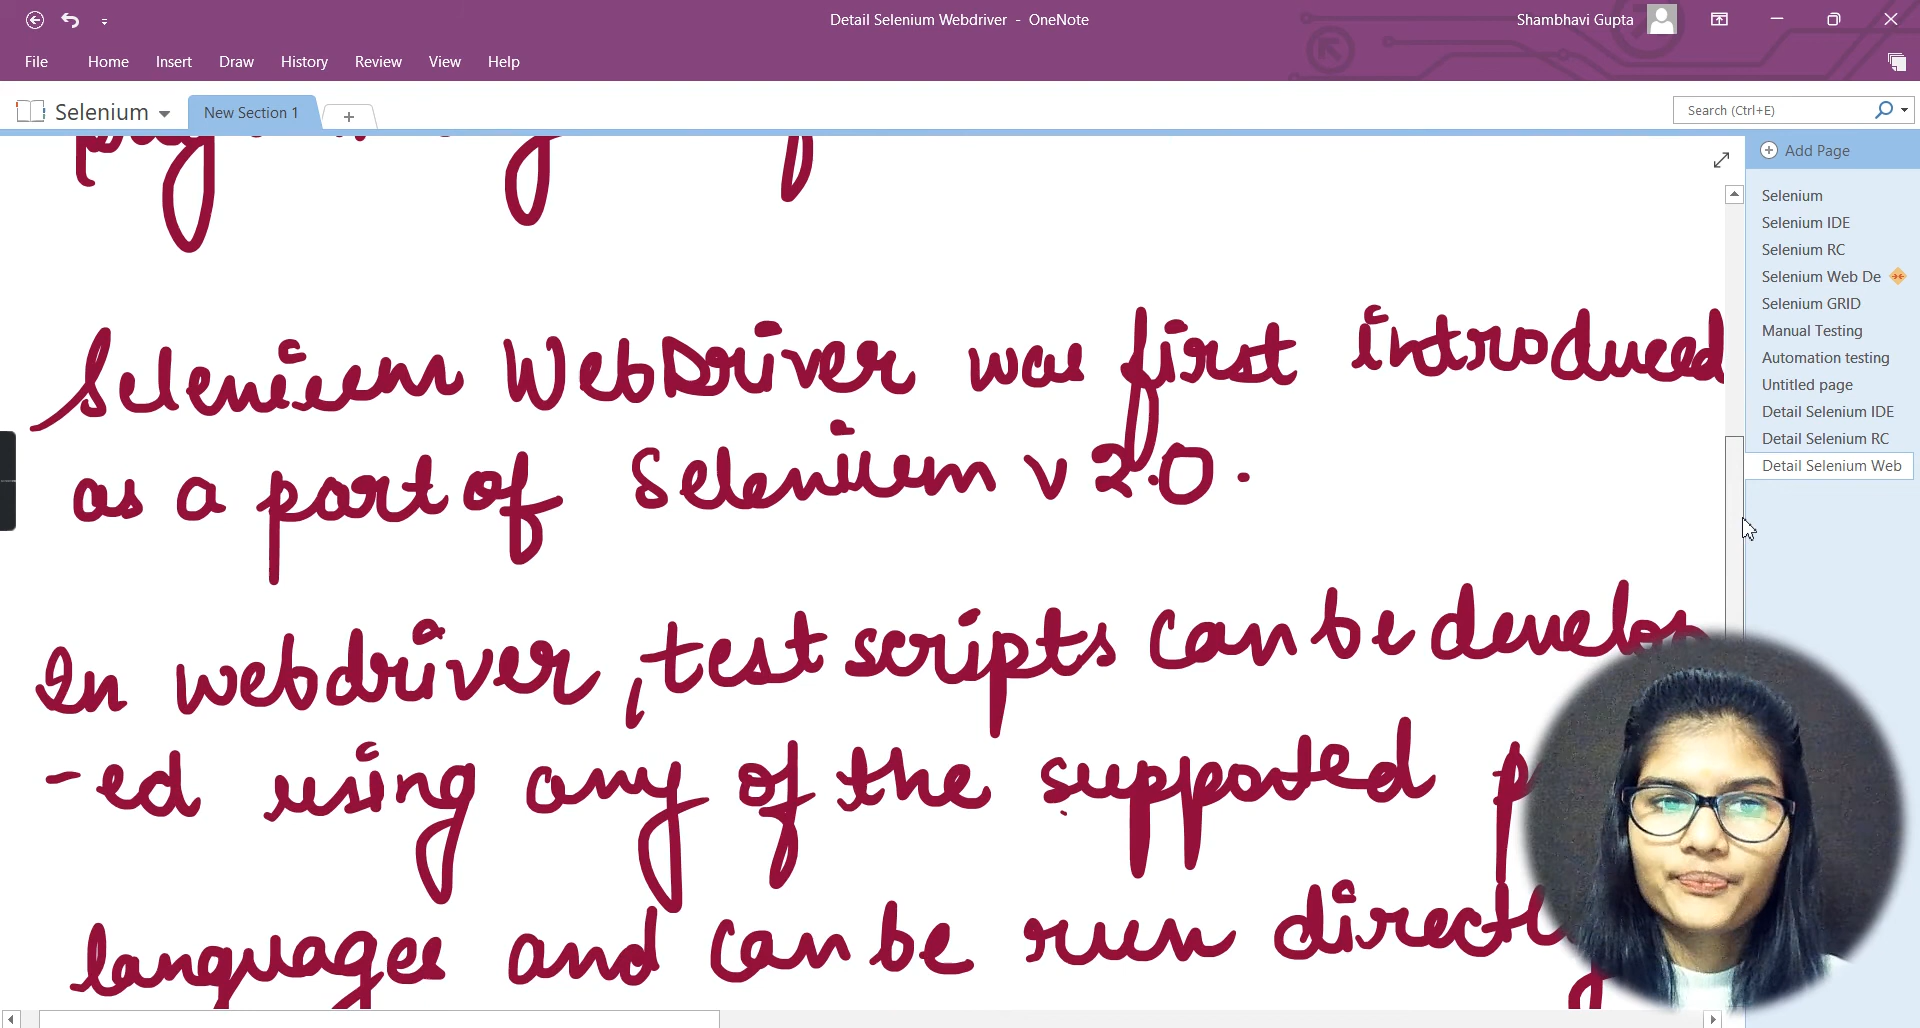 Detail Selenium Webdriver - OneNote
Shambhavi Gupta
File Home Insert Draw History Review View Help
Selenium
New Section 1
Search (Ctrl+E)
Add Page
Selenium
Selenium IDE
Selenium RC
Selenium Web De
Selenium GRID
Manual Testing
Automation testing
Untitled page
Detail Selenium IDE
Detail Selenium RC
Detail Selenium Web
Selenium WebDriver was first introduced
as a part of Selenium v 2.0.
In webdriver, test scripts can be develop
-ed using any of the supported
languages and can be run